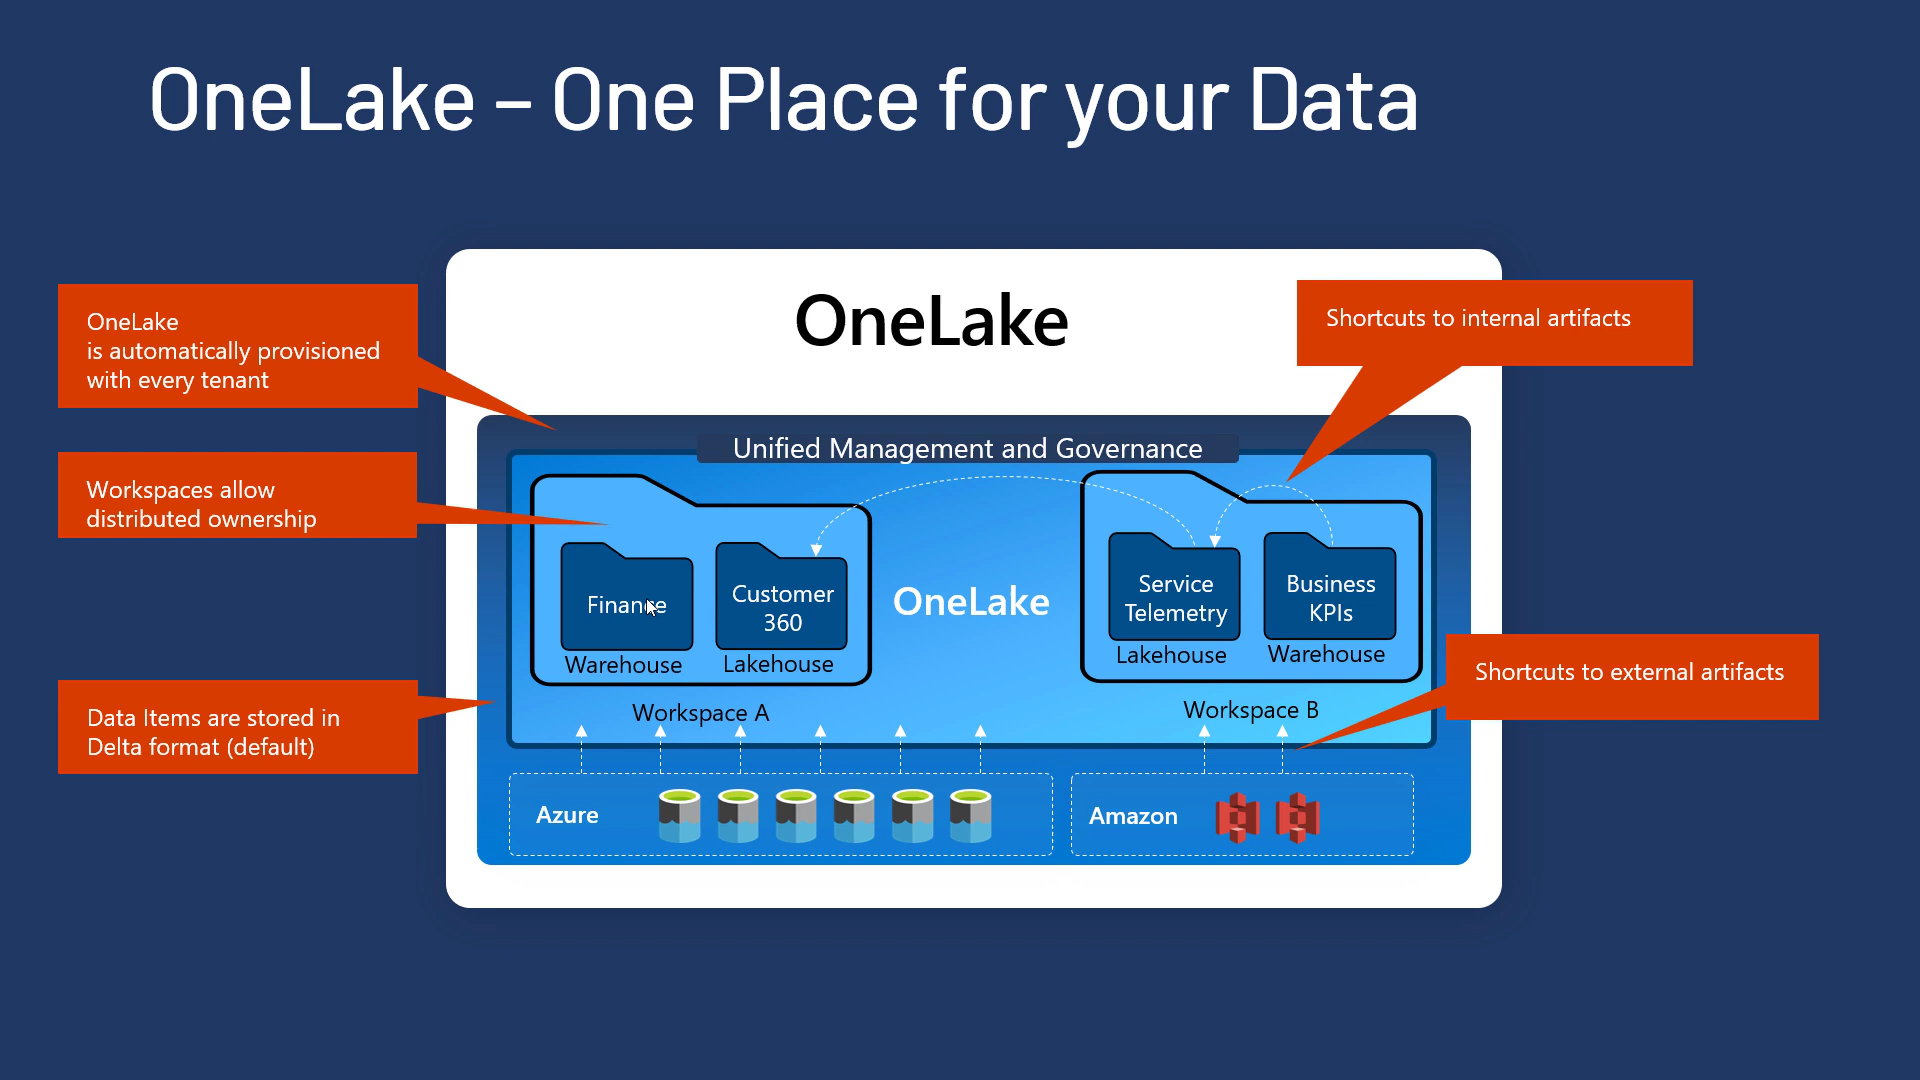 OneLake – One Place for your Data
OneLake
OneLake
is automatically provisioned
with every tenant
Shortcuts to internal artifacts
Unified Management and Governance
Workspaces allow
distributed ownership
Finance
Warehouse
Customer
360
Lakehouse
Workspace A
OneLake
Service
Telemetry
Lakehouse
Business
KPIs
Warehouse
Workspace B
Shortcuts to external artifacts
Data Items are stored in
Delta format (default)
Azure
Amazon